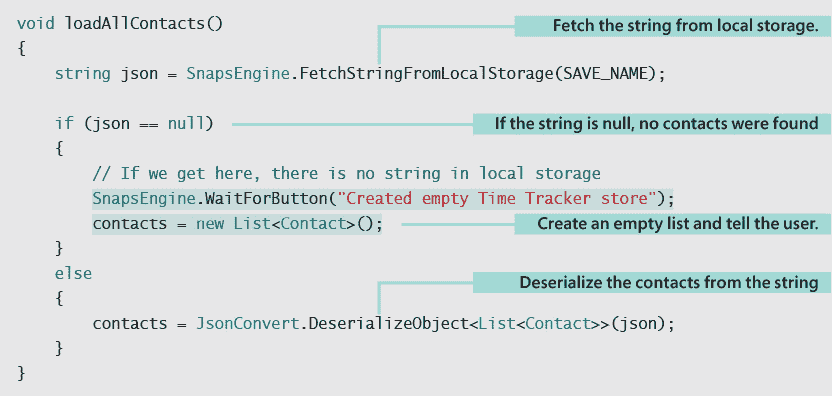 void loadAllContacts()
Fetch the string from local storage.
{
string json = SnapsEngine.FetchStringFromLocalStorage(SAVE_NAME);
if (json == null)
If the string is null, no contacts were found
{
// If we get here, there is no string in local storage
SnapsEngine.WaitForButton("Created empty Time Tracker store");
contacts = new List<Contact>();
Create an empty list and tell the user.
}
else
Deserialize the contacts from the string
{
contacts = JsonConvert.DeserializeObject<List<Contact>>(json);
}
}